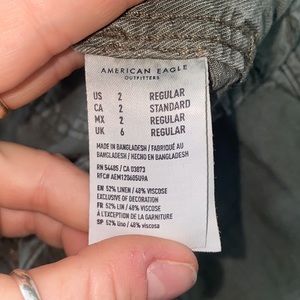 AMERICAN EAGLE
OUTFITTERS
US 2 REGULAR
CA 2 STANDARD
MX 2 REGULAR
UK 6 REGULAR
MADE IN BANGLADESH / FABRIQUÉ AU
BANGLADESH / HECHO EN BANGLADESH
RN 54485 / CA 03873
RFC# AEM120605U9A
EN 52% LINEN / 48% VISCOSE
EXCLUSIVE OF DECORATION
FR 52% LIN / 48% VISCOSE
À L'EXCEPTION DE LA GARNITURE
SP 52% lino / 48% viscosa